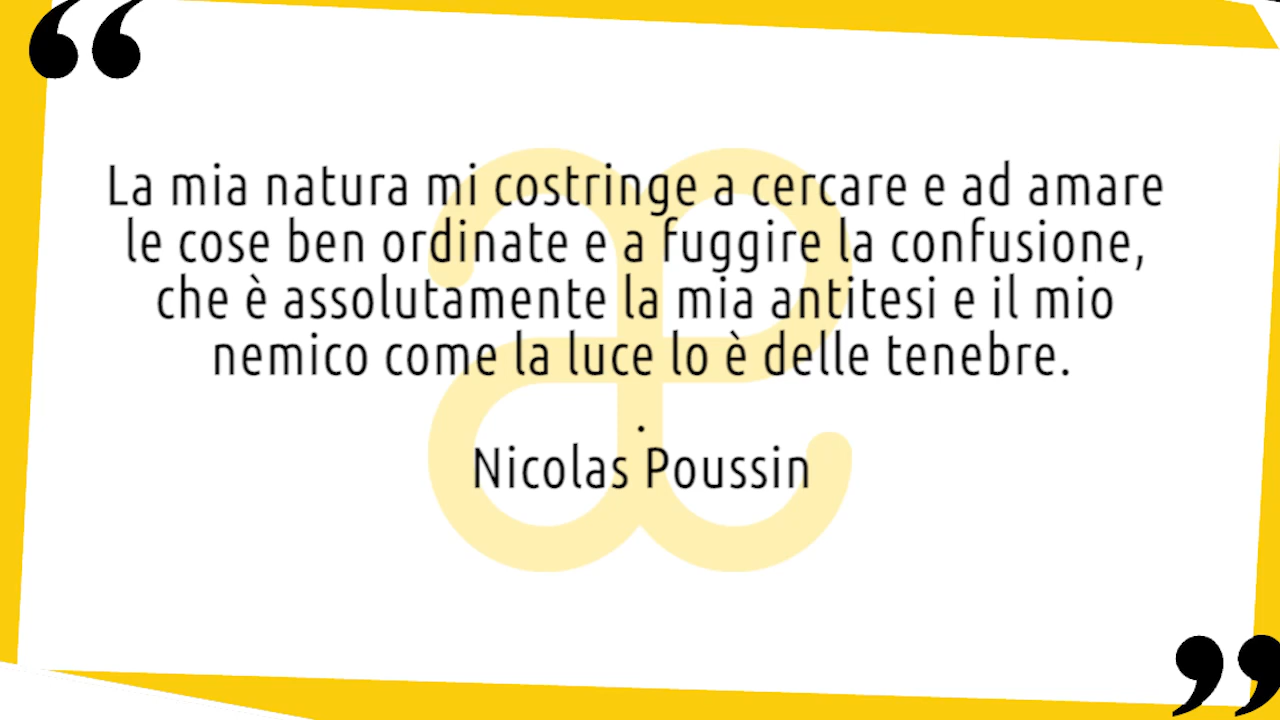 “
La mia natura mi costringe a cercare e ad amare
le cose ben ordinate e a fuggire la confusione,
che è assolutamente la mia antitesi e il mio
nemico come la luce lo è delle tenebre.
.
Nicolas Poussin
”